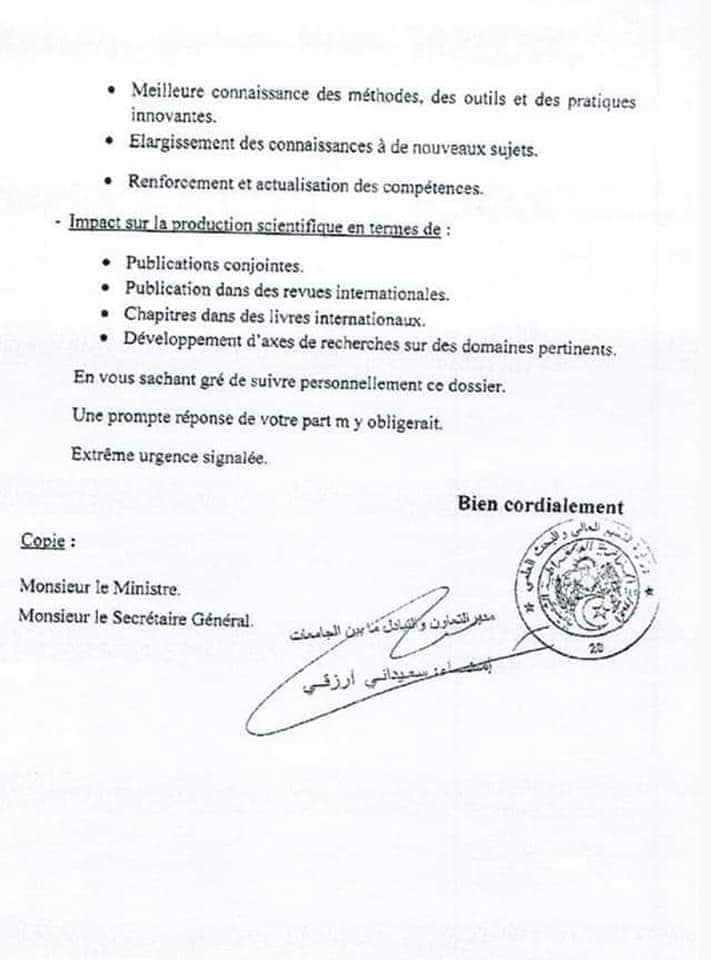 • Meilleure connaissance des méthodes, des outils et des pratiques
innovantes.
• Elargissement des connaissances à de nouveaux sujets.
• Renforcement et actualisation des compétences.
- Impact sur la production scientifique en termes de :
• Publications conjointes.
• Publication dans des revues internationales.
• Chapitres dans des livres internationaux.
• Développement d'axes de recherches sur des domaines pertinents.
En vous sachant gré de suivre personnellement ce dossier.
Une prompte réponse de votre part m y obligerait.
Extrême urgence signalée.
Bien cordialement
Copie :
Monsieur le Ministre.
Monsieur le Secrétaire Général.
وزارة التعليم العالي والبحث العلمي
20
مدير التعاون والتبادل ما بين الجامعات
إمضاء: سعيداني أرزقي